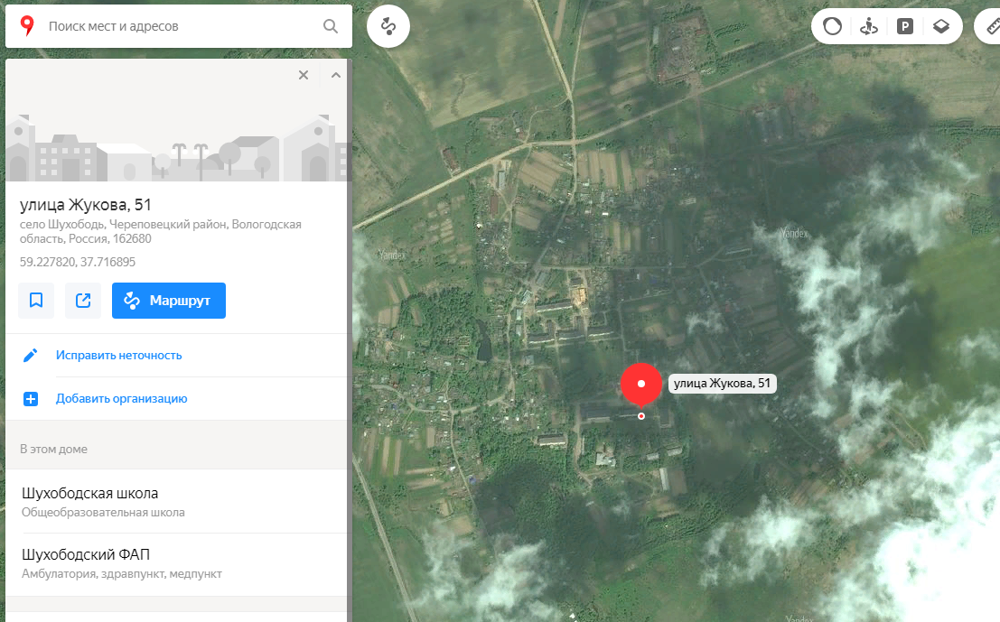 Поиск мест и адресов
P
улица Жукова, 51
село Шухободь, Череповецкий район, Вологодская
область, Россия, 162680
59.227820, 37.716895
Маршрут
Исправить неточность
Добавить организацию
В этом доме
Шухободская школа
Общеобразовательная школа
Шухободский ФАП
Амбулатория, здравпункт, медпункт
Yandex
Yandex
улица Жукова, 51
Yandex